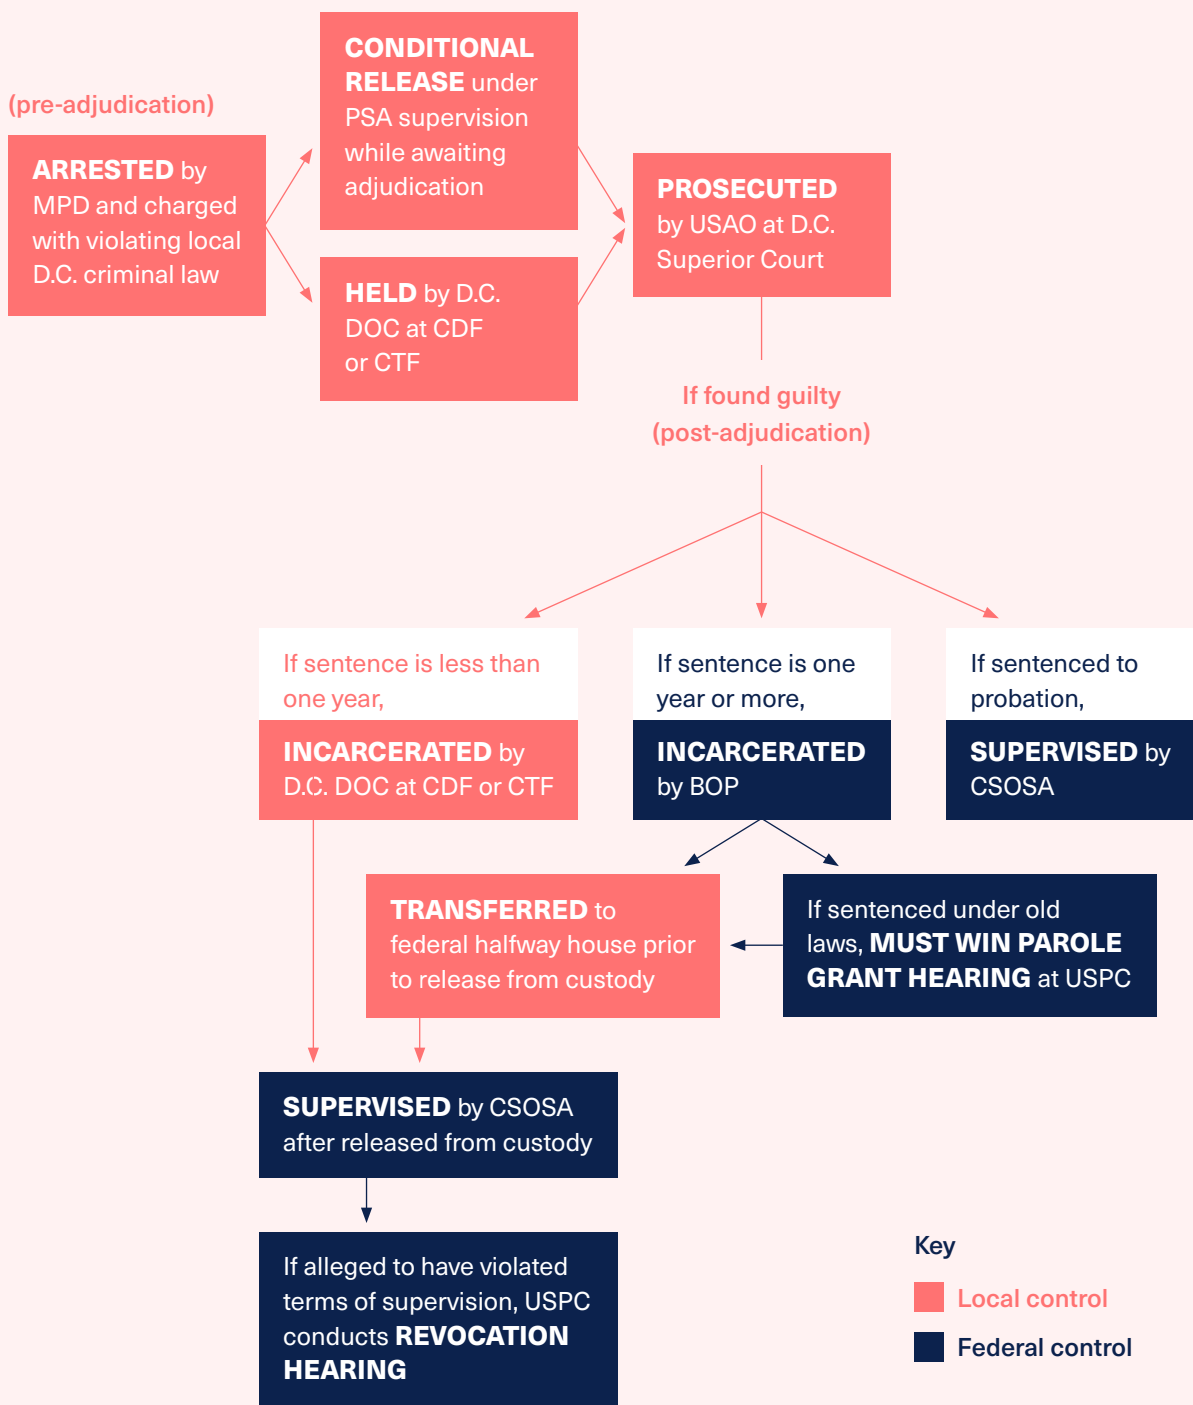 (pre-adjudication)
ARRESTED by
MPD and charged
with violating local
D.C. criminal law
CONDITIONAL
RELEASE under
PSA supervision
while awaiting
adjudication
HELD by D.C.
DOC at CDF
or CTF
PROSECUTED
by USAO at D.C.
Superior Court
If found guilty
(post-adjudication)
If sentence is less than
one year,
INCARCERATED by
D.C. DOC at CDF or CTF
If sentence is one
year or more,
INCARCERATED
by BOP
If sentenced to
probation,
SUPERVISED by
CSOSA
TRANSFERRED to
federal halfway house prior
to release from custody
If sentenced under old
laws, MUST WIN PAROLE
GRANT HEARING at USPC
SUPERVISED by CSOSA
after released from custody
If alleged to have violated
terms of supervision, USPC
conducts REVOCATION
HEARING
Key
Local control
Federal control